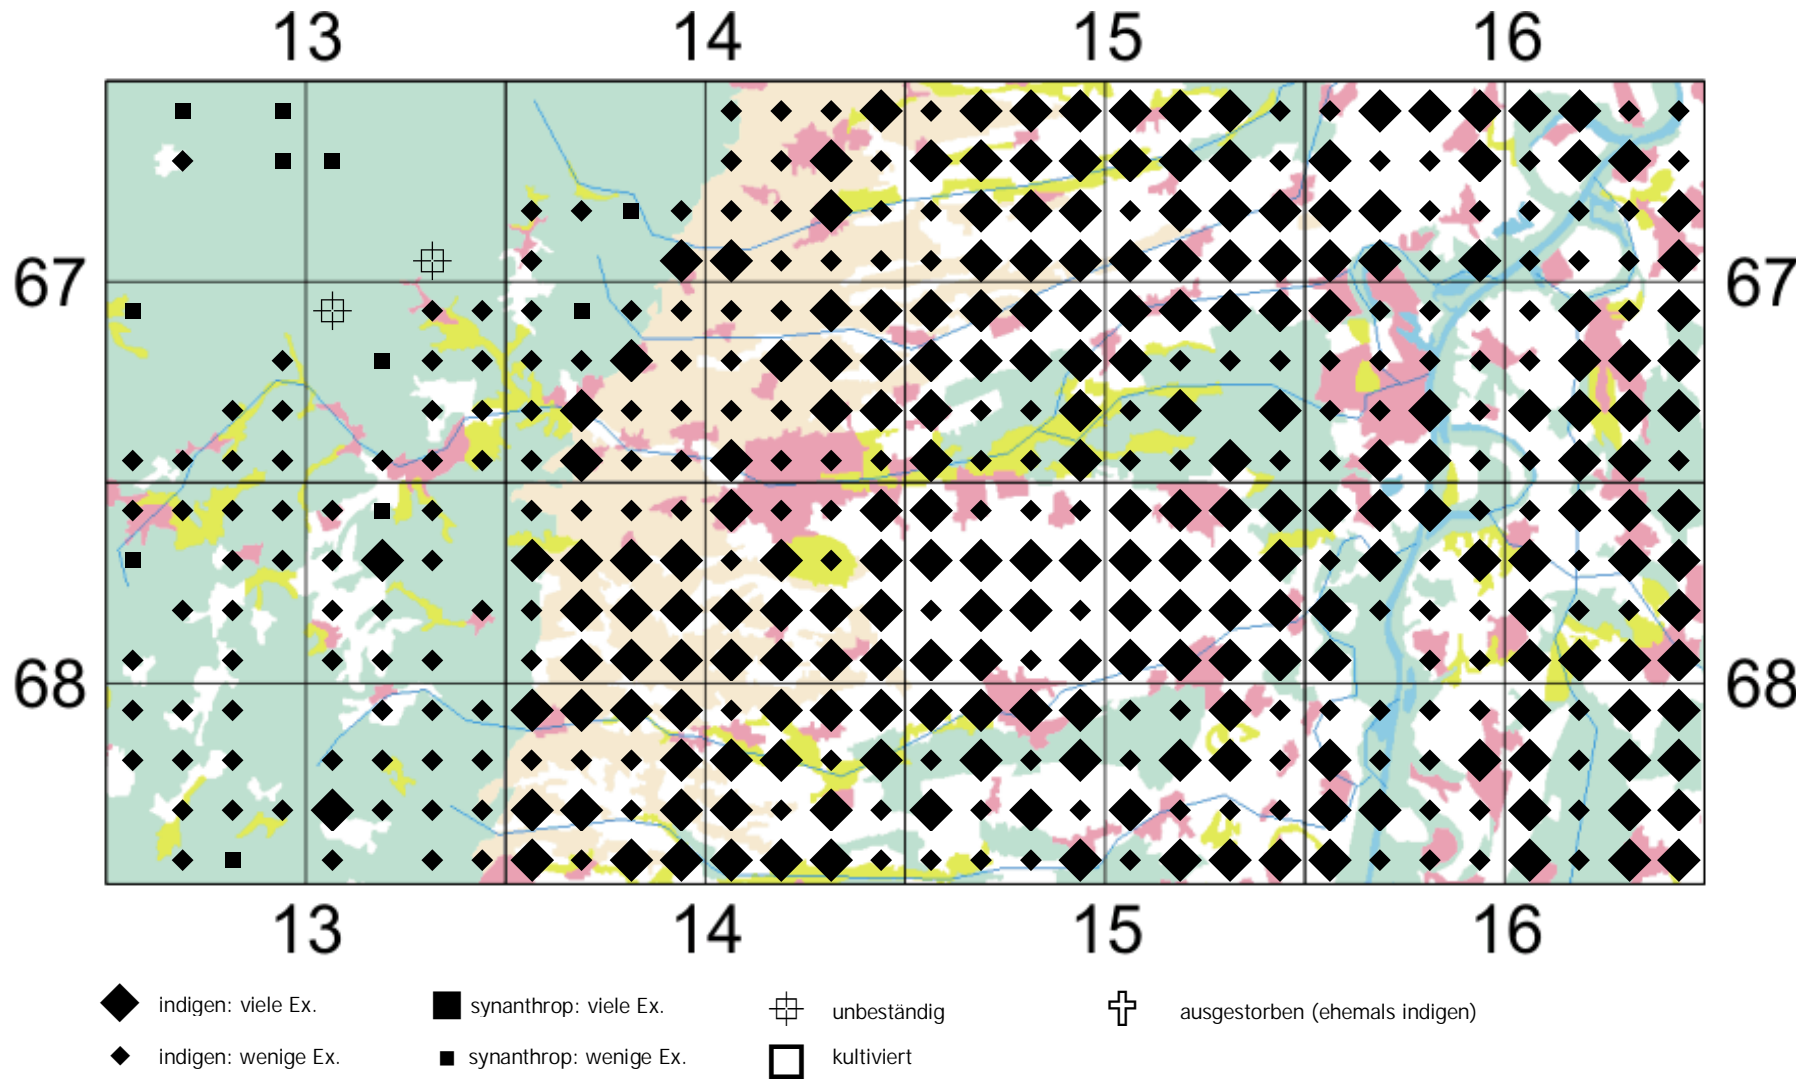 13 14 15 16
67 67
68 68
13 14 15 16
indigen: viele Ex. synanthrop: viele Ex. unbeständig ausgestorben (ehemals indigen)
indigen: wenige Ex. synanthrop: wenige Ex. kultiviert